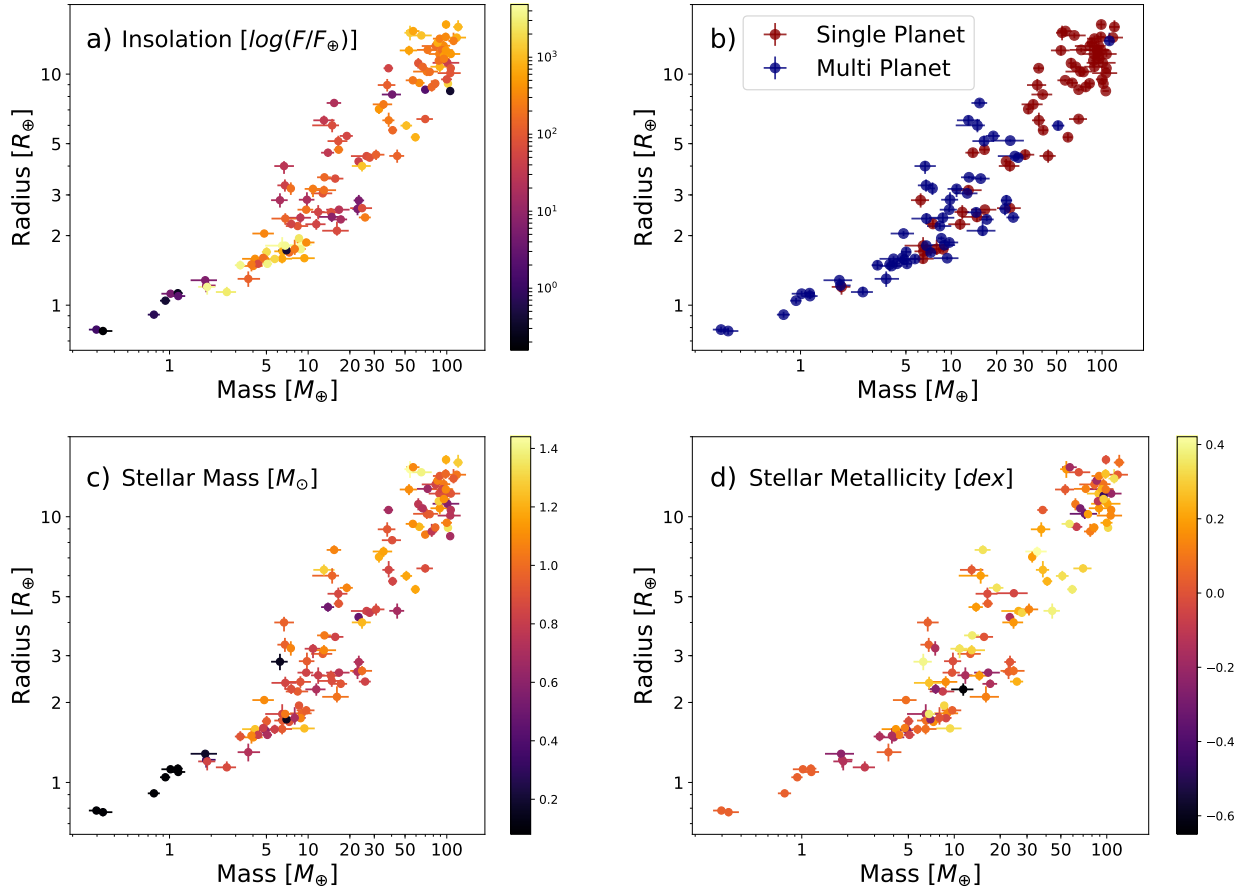 a) Insolation [log(F/F⊕)]
10
5
3
2
1
Radius [R⊕]
1 5 10 20 30 50 100
Mass [M⊕]
10³
10²
10¹
10⁰
b)
Single Planet
Multi Planet
10
5
3
2
1
Radius [R⊕]
1 5 10 20 30 50 100
Mass [M⊕]
c) Stellar Mass [M⊙]
10
5
3
2
1
Radius [R⊕]
1 5 10 20 30 50 100
Mass [M⊕]
1.4
1.2
1.0
0.8
0.6
0.4
0.2
d) Stellar Metallicity [dex]
10
5
3
2
1
Radius [R⊕]
1 5 10 20 30 50 100
Mass [M⊕]
0.4
0.2
0.0
−0.2
−0.4
−0.6